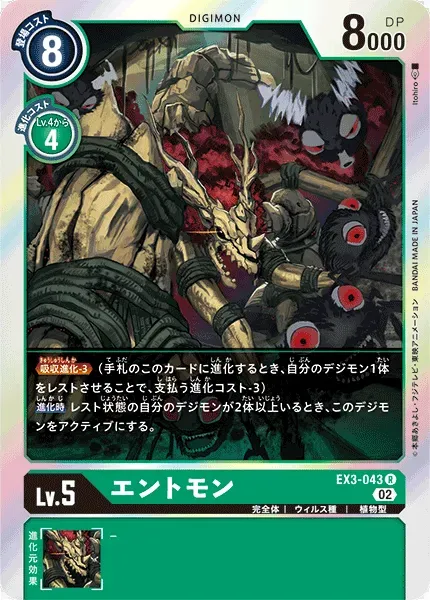 登場コスト
8
DIGIMON
DP
8000
進化コスト
Lv.4から
4
Itohiro
BANDAI MADE IN JAPAN
©本郷あきよし・フジテレビ・東映アニメーション
吸収進化-3 (手札のこのカードに進化するとき、自分のデジモン1体
をレストさせることで、支払う進化コスト-3)
進化時 レスト状態の自分のデジモンが2体以上いるとき、このデジモ
ンをアクティブにする。
Lv.5
エントモン
EX3-043 R
02
完全体 | ウィルス種 | 植物型
進化元効果
-